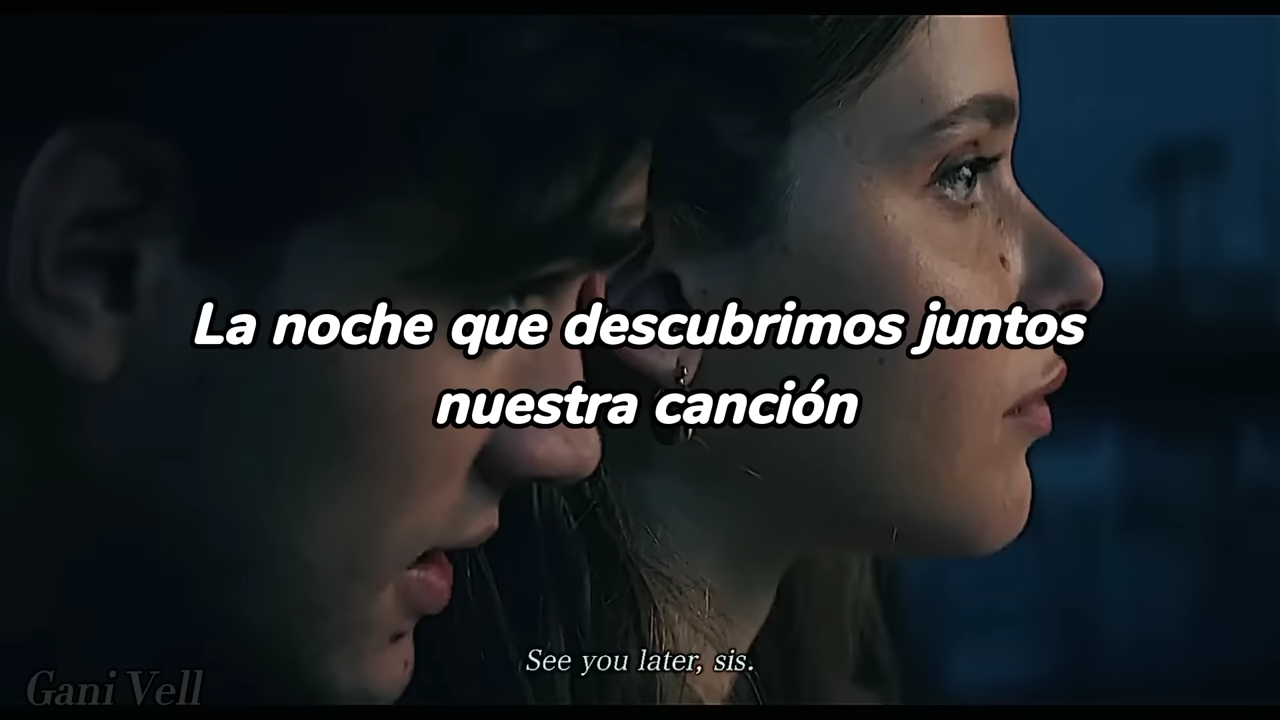 La noche que descubrimos juntos
nuestra canción
See you later, sis.
Gani Vell